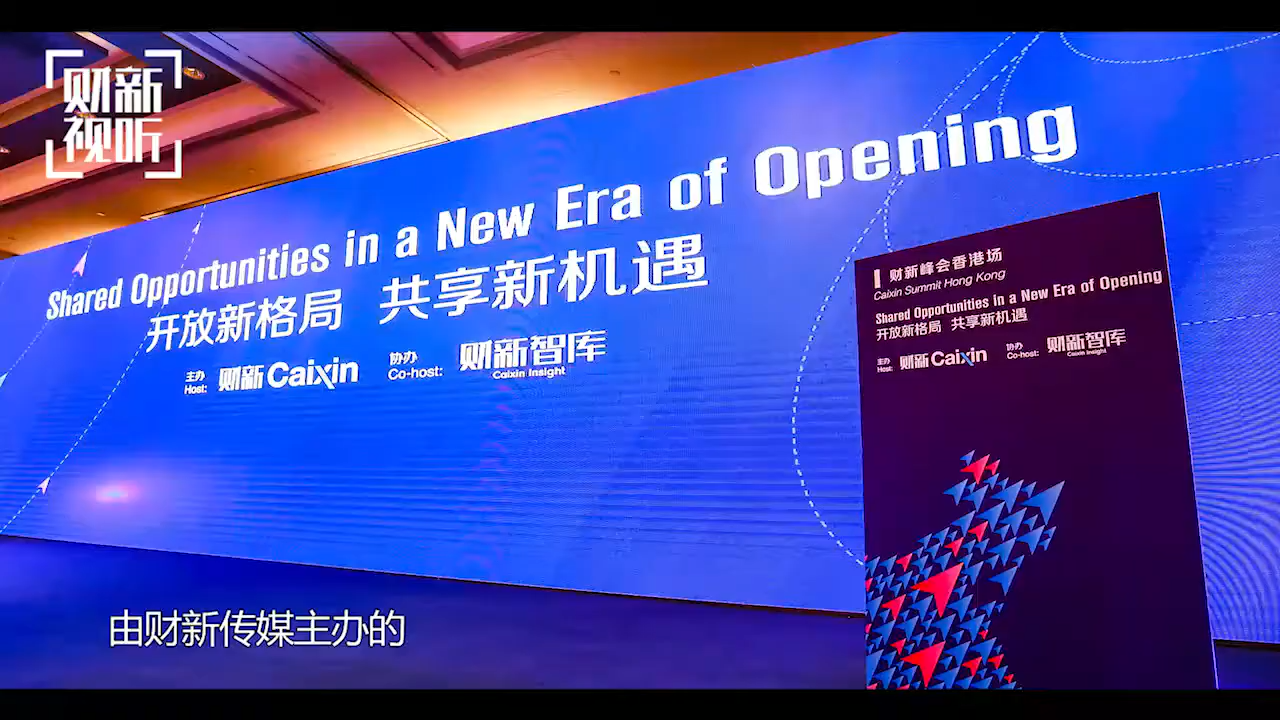 财新
视听
Shared Opportunities in a New Era of Opening
开放新格局 共享新机遇
主办 Host: 财新 Caixin 协办 Co-host: 财新智库 Caixin Insight
财新峰会香港场
Caixin Summit Hong Kong
Shared Opportunities in a New Era of Opening
开放新格局 共享新机遇
主办 Host: 财新 Caixin 协办 Co-host: 财新智库 Caixin Insight
由财新传媒主办的